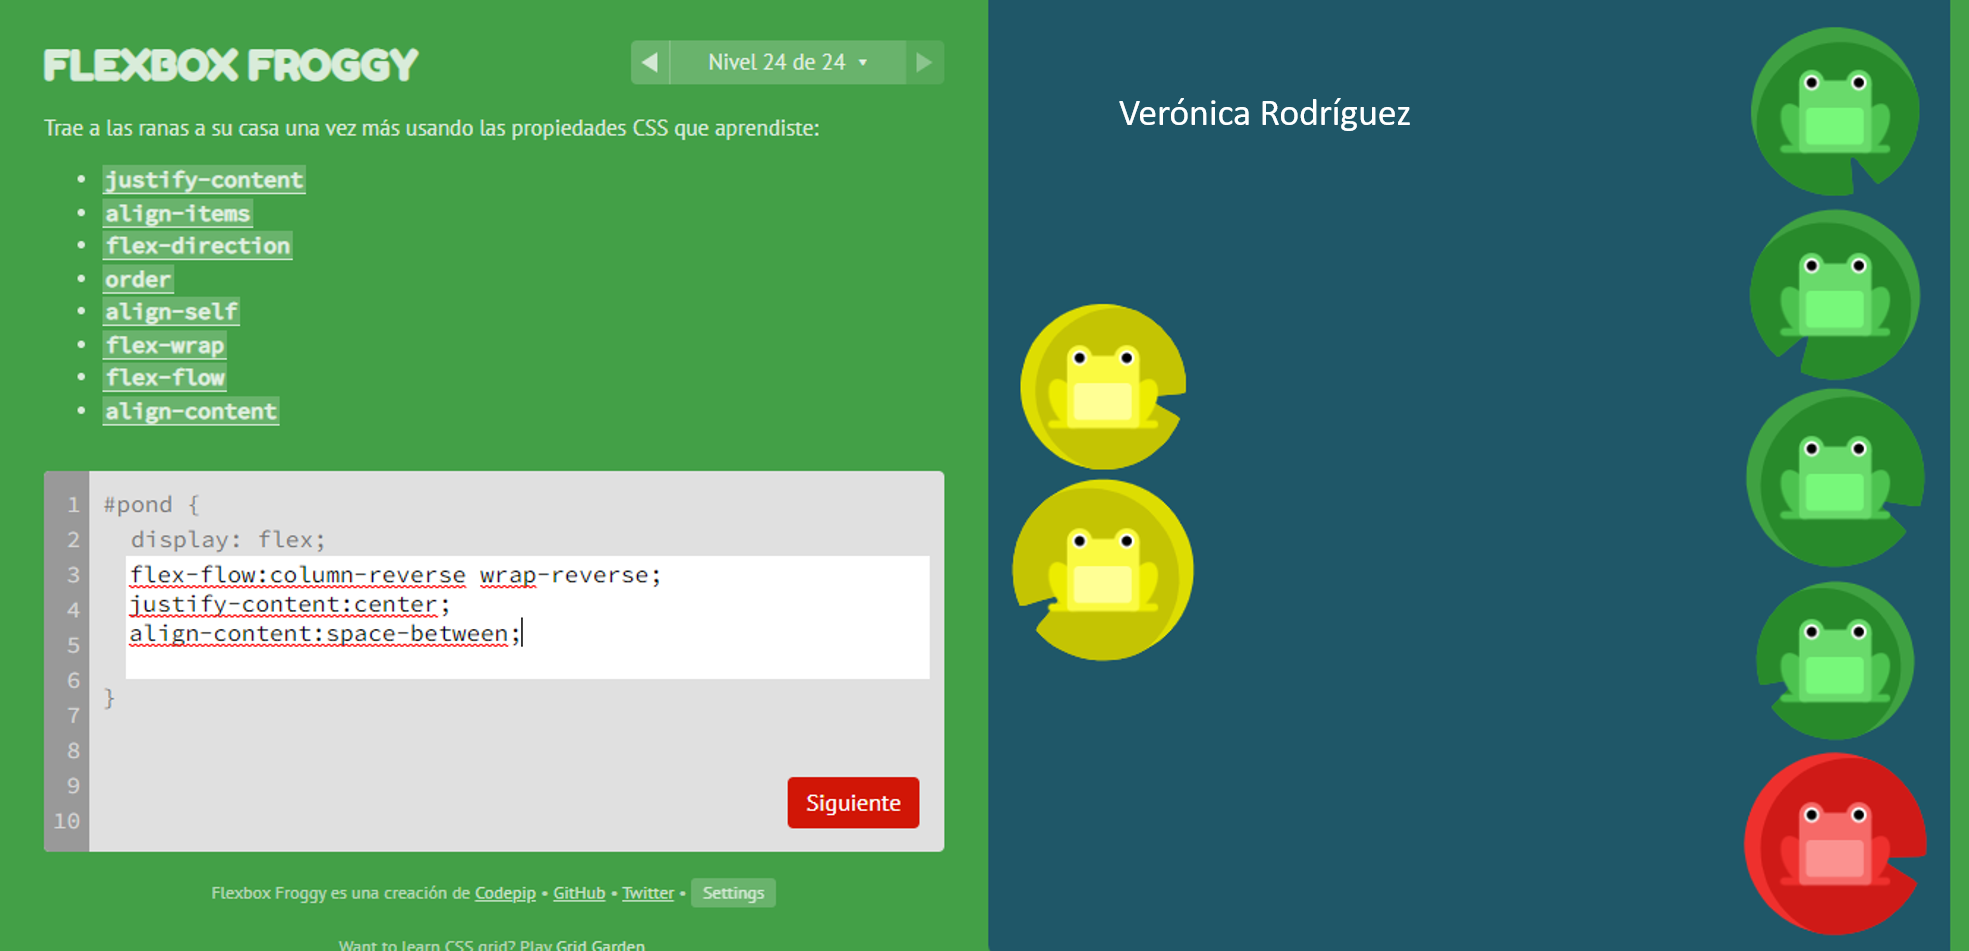 FLEXBOX FROGGY
Nivel 24 de 24
Trae a las ranas a su casa una vez más usando las propiedades CSS que aprendiste:
justify-content
align-items
flex-direction
order
align-self
flex-wrap
flex-flow
align-content
1 #pond {
2 display: flex;
3 flex-flow:column-reverse wrap-reverse;
4 justify-content:center;
5 align-content:space-between;
6 }
7
8
9
10
Siguiente
Flexbox Froggy es una creación de Codepip • GitHub • Twitter • Settings
Want to learn CSS grid? Play Grid Garden
Verónica Rodríguez